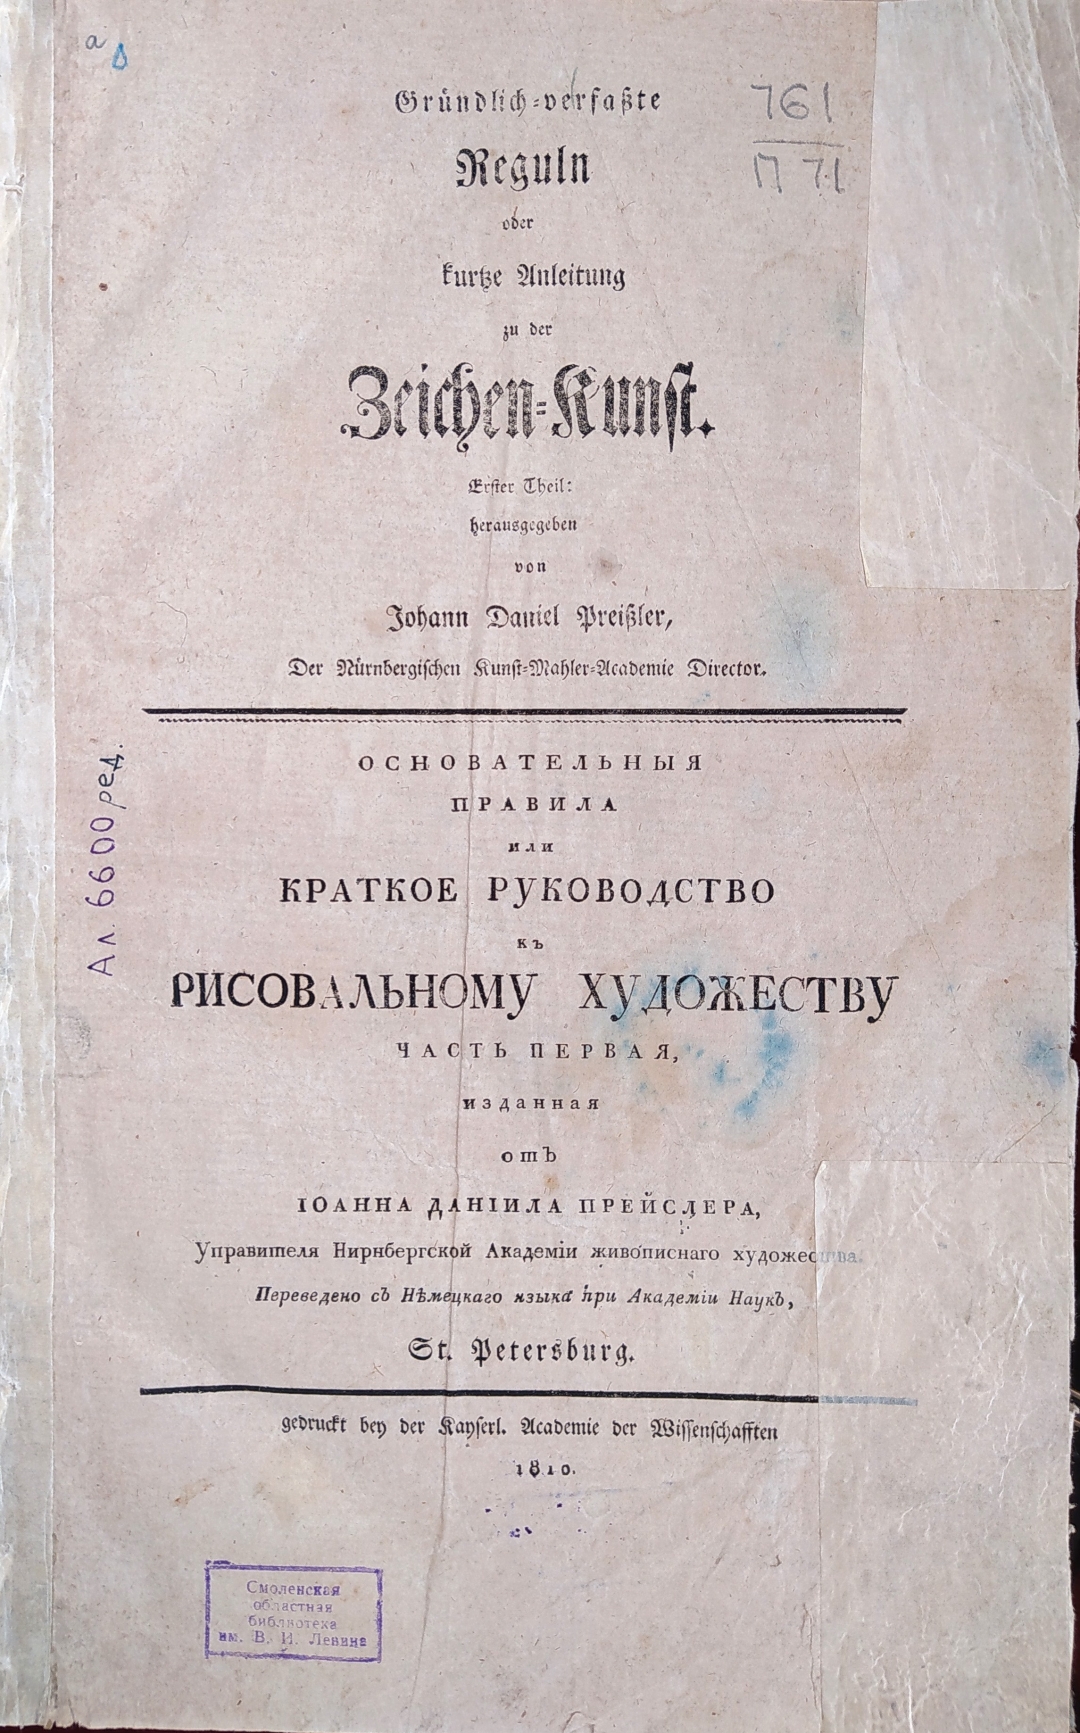 а
Gründlich=verfaßte
761
П 71
Reguln
oder
kurtze Anleitung
zu der
Zeichen=Kunst.
Erster Theil:
herausgegeben
von
Johann Daniel Preißler,
Der Nürnbergischen Kunst=Mahler=Academie Director.
ОСНОВАТЕЛЬНЫЯ
ПРАВИЛА
ИЛИ
КРАТКОЕ РУКОВОДСТВО
КЪ
РИСОВАЛЬНОМУ ХУДОЖЕСТВУ
ЧАСТЬ ПЕРВАЯ,
изданная
отЪ
ІОАННА ДАНІИЛА ПРЕЙСЛЕРА,
Управителя Нирнбергской Академіи живописнаго художества.
Переведено сЪ Нѣмецкаго языка при Академіи НаукЪ,
St. Petersburg.
gedruckt bey der Kayserl. Academie der Wissenschafften
1810.
Ал. 6600 ред.
Смоленская
областная
библиотека
им. В. И. Ленина